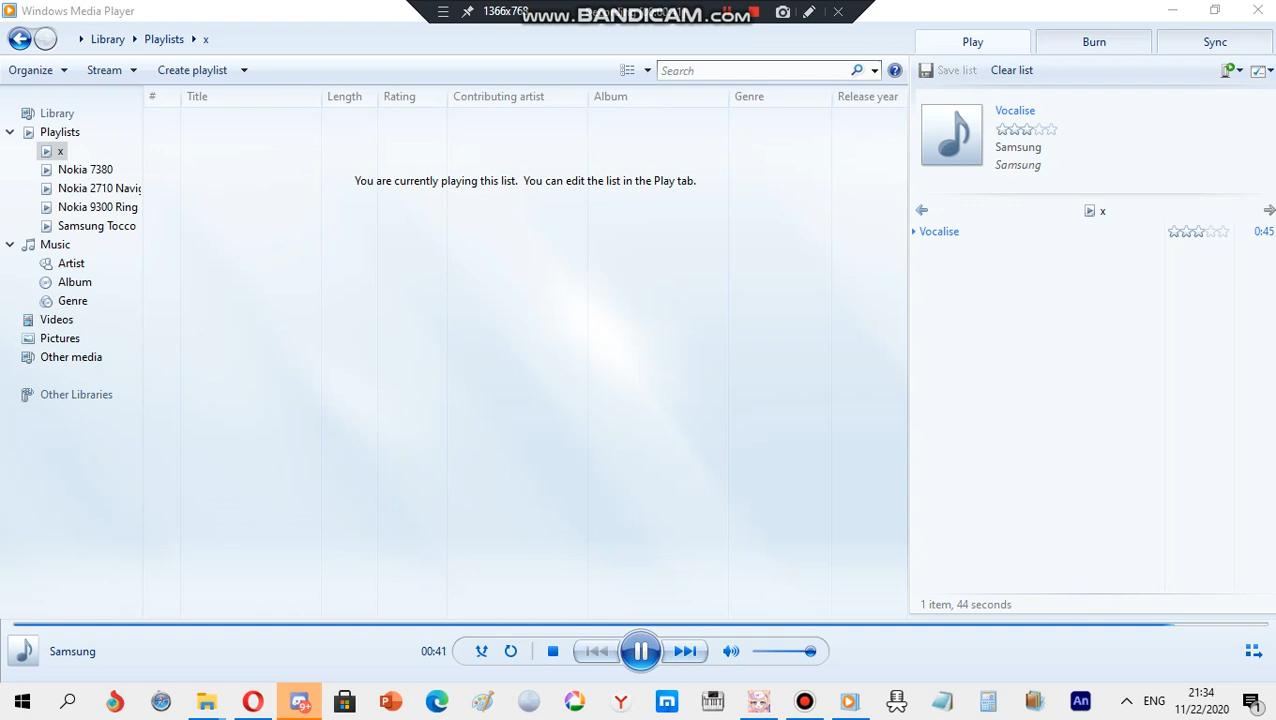 Windows Media Player
1366x768
www.BANDICAM.com
Library Playlists x
Play Burn Sync
Organize Stream Create playlist
Search
Save list Clear list
# Title Length Rating Contributing artist Album Genre Release year
Library
Playlists
x
Nokia 7380
Nokia 2710 Navig
Nokia 9300 Ring
Samsung Tocco
Music
Artist
Album
Genre
Videos
Pictures
Other media
Other Libraries
You are currently playing this list. You can edit the list in the Play tab.
Vocalise
Samsung
Samsung
x
Vocalise 0:45
1 item, 44 seconds
Samsung
00:41
9+
ENG
21:34
11/22/2020
1